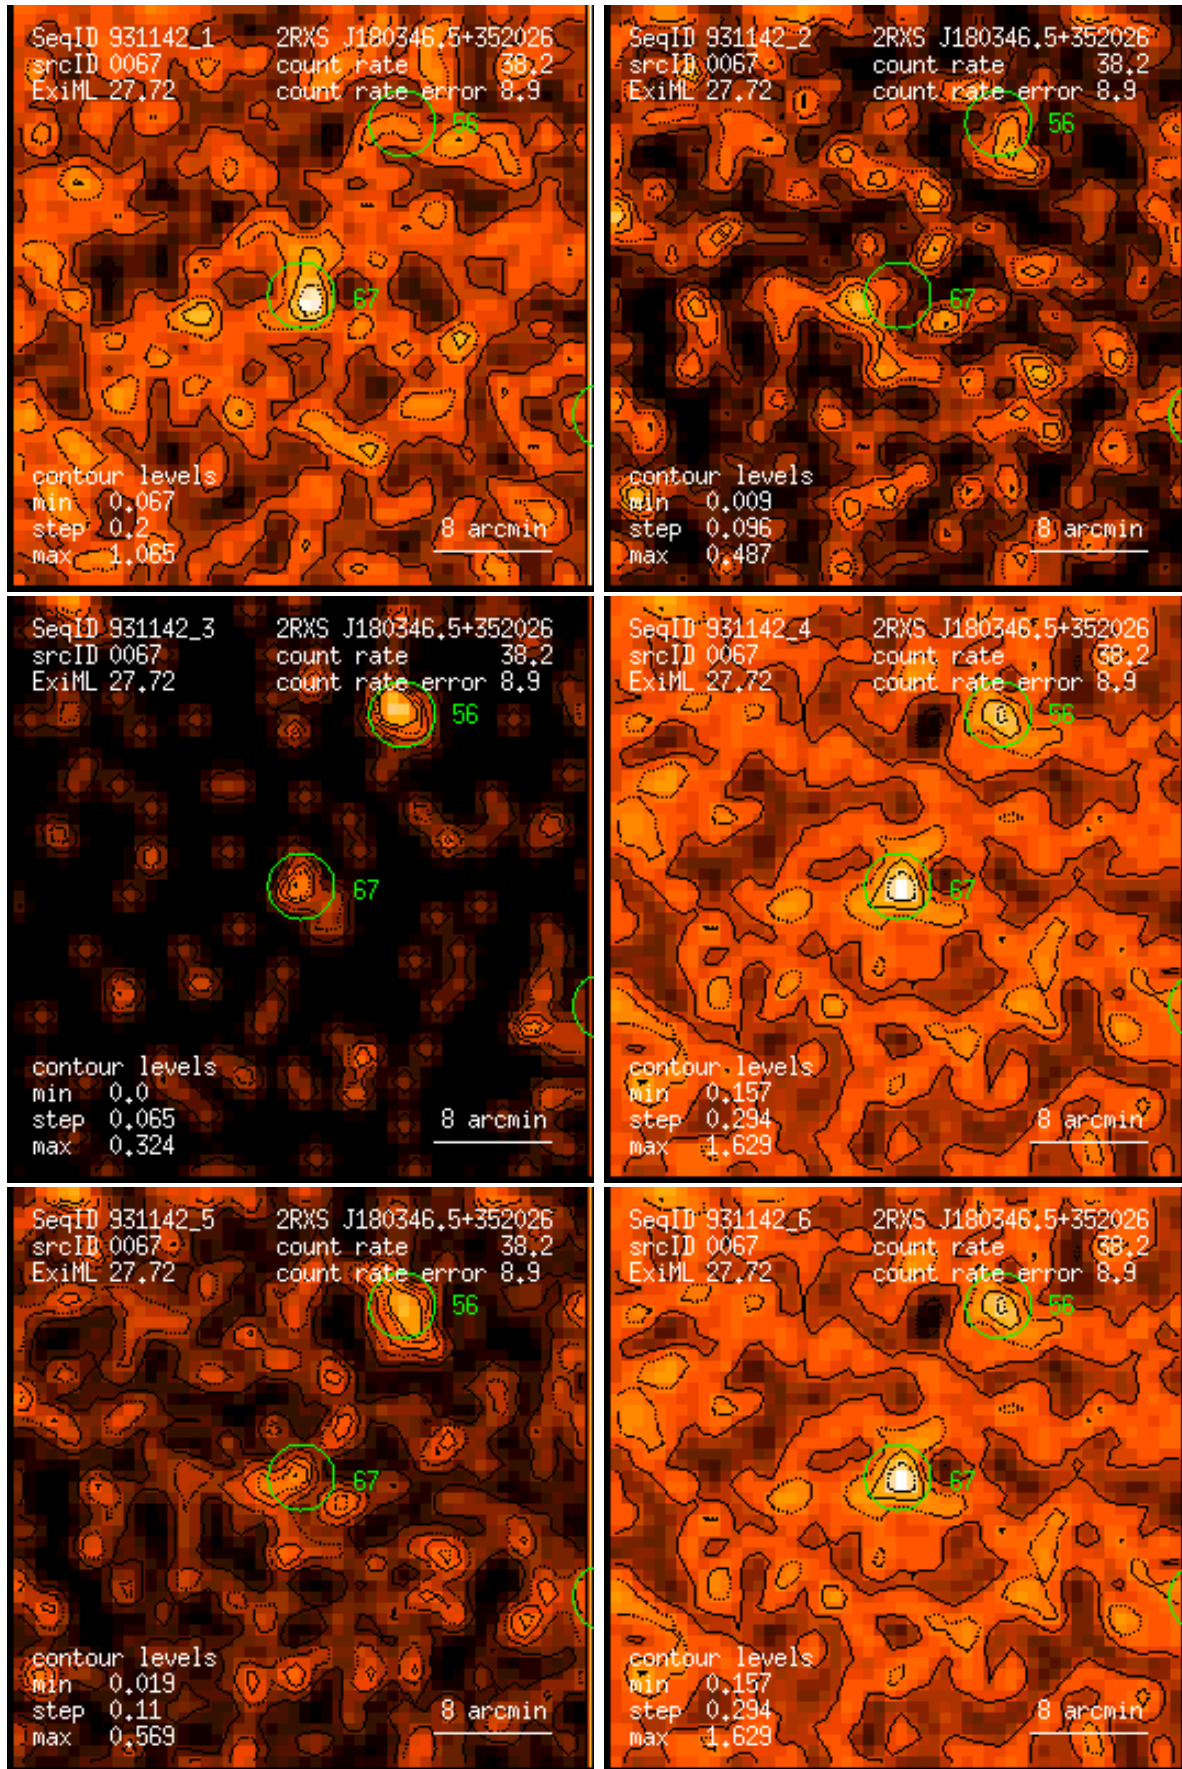 SeqID 931142_1 2RXS J180346.5+352026
srcID 0067 count rate 38.2
ExiML 27.72 count rate error 8.9
56
67
contour levels
min 0.067
step 0.2
max 1.065
8 arcmin
SeqID 931142_2 2RXS J180346.5+352026
srcID 0067 count rate 38.2
ExiML 27.72 count rate error 8.9
56
67
contour levels
min 0.009
step 0.096
max 0.487
8 arcmin
SeqID 931142_3 2RXS J180346.5+352026
srcID 0067 count rate 38.2
ExiML 27.72 count rate error 8.9
56
67
contour levels
min 0.0
step 0.065
max 0.324
8 arcmin
SeqID 931142_4 2RXS J180346.5+352026
srcID 0067 count rate 38.2
ExiML 27.72 count rate error 8.9
56
67
contour levels
min 0.157
step 0.294
max 1.629
8 arcmin
SeqID 931142_5 2RXS J180346.5+352026
srcID 0067 count rate 38.2
ExiML 27.72 count rate error 8.9
56
67
contour levels
min 0.019
step 0.11
max 0.569
8 arcmin
SeqID 931142_6 2RXS J180346.5+352026
srcID 0067 count rate 38.2
ExiML 27.72 count rate error 8.9
56
67
contour levels
min 0.157
step 0.294
max 1.629
8 arcmin